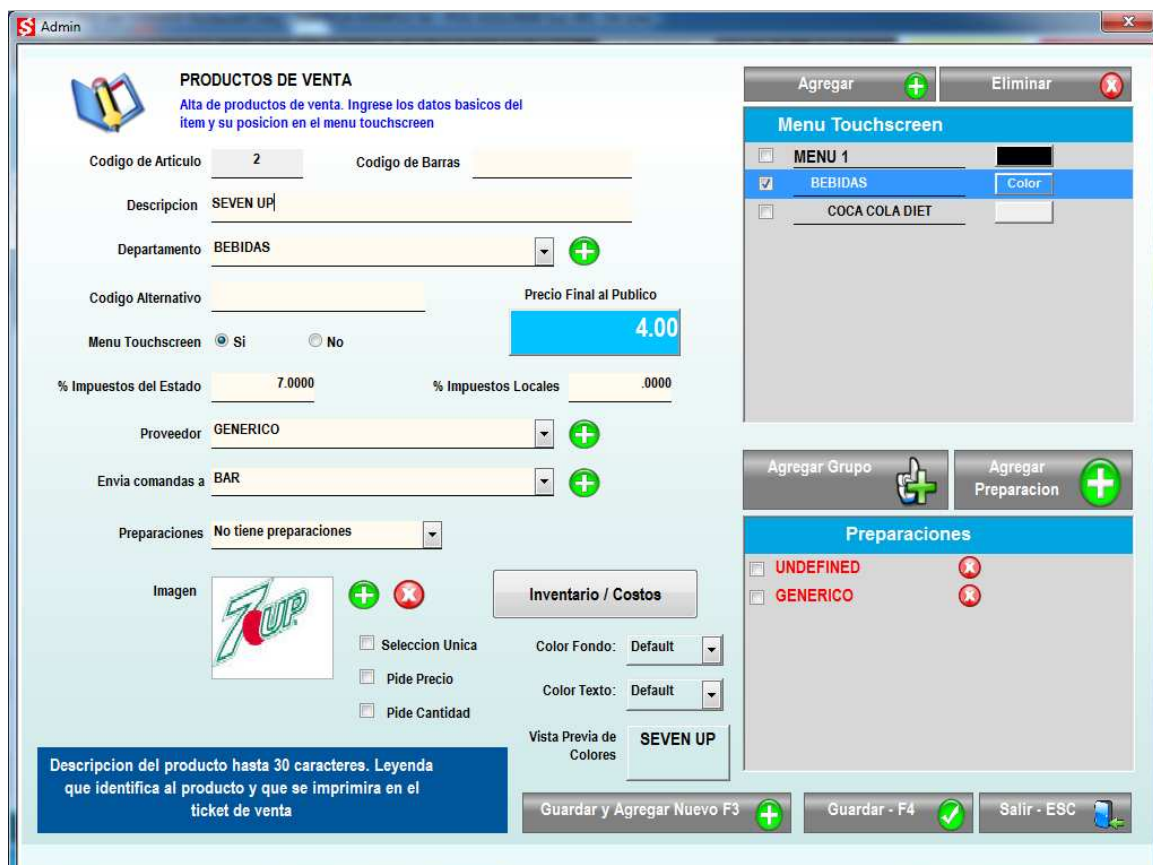 Admin
PRODUCTOS DE VENTA
Alta de productos de venta. Ingrese los datos basicos del
item y su posicion en el menu touchscreen
Codigo de Articulo 2 Codigo de Barras
Descripcion SEVEN UP
Departamento BEBIDAS
Codigo Alternativo
Precio Final al Publico
4.00
Menu Touchscreen Si No
% Impuestos del Estado 7.0000 % Impuestos Locales .0000
Proveedor GENERICO
Envia comandas a BAR
Preparaciones No tiene preparaciones
Imagen
7UP
Inventario / Costos
Seleccion Unica
Pide Precio
Pide Cantidad
Color Fondo: Default
Color Texto: Default
Vista Previa de
Colores
SEVEN UP
Descripcion del producto hasta 30 caracteres. Leyenda
que identifica al producto y que se imprimira en el
ticket de venta
Agregar Eliminar
Menu Touchscreen
MENU 1
BEBIDAS Color
COCA COLA DIET
Agregar Grupo
Agregar
Preparacion
Preparaciones
UNDEFINED
GENERICO
Guardar y Agregar Nuevo F3 Guardar - F4 Salir - ESC